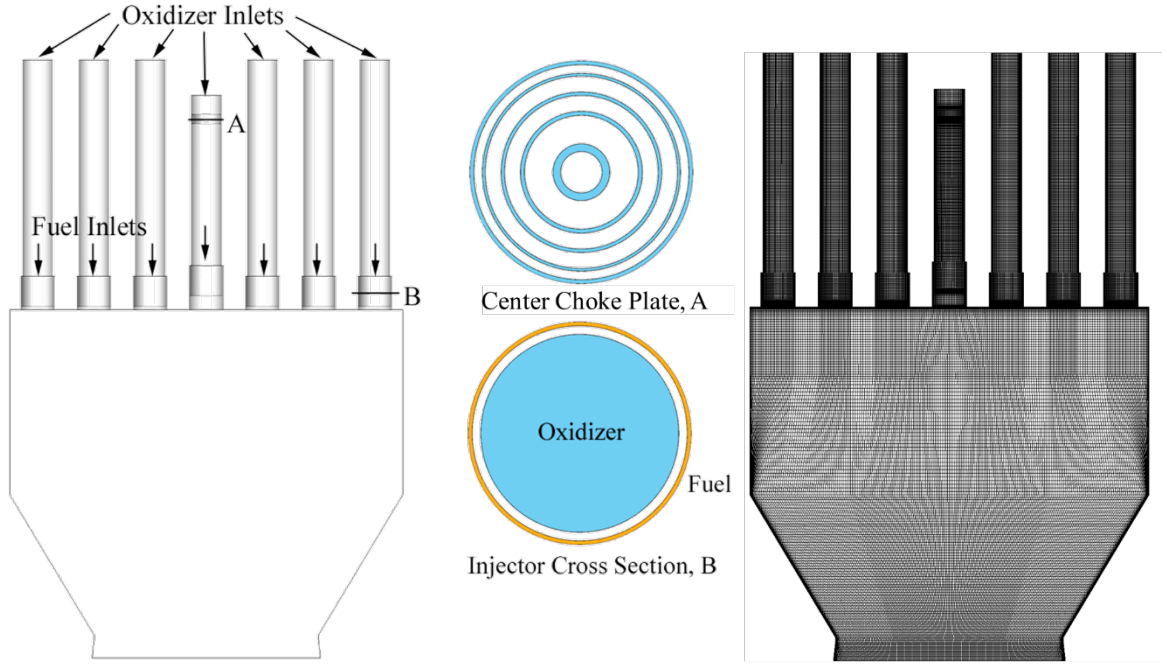 Oxidizer Inlets
A
Fuel Inlets
B
Center Choke Plate, A
Oxidizer
Fuel
Injector Cross Section, B